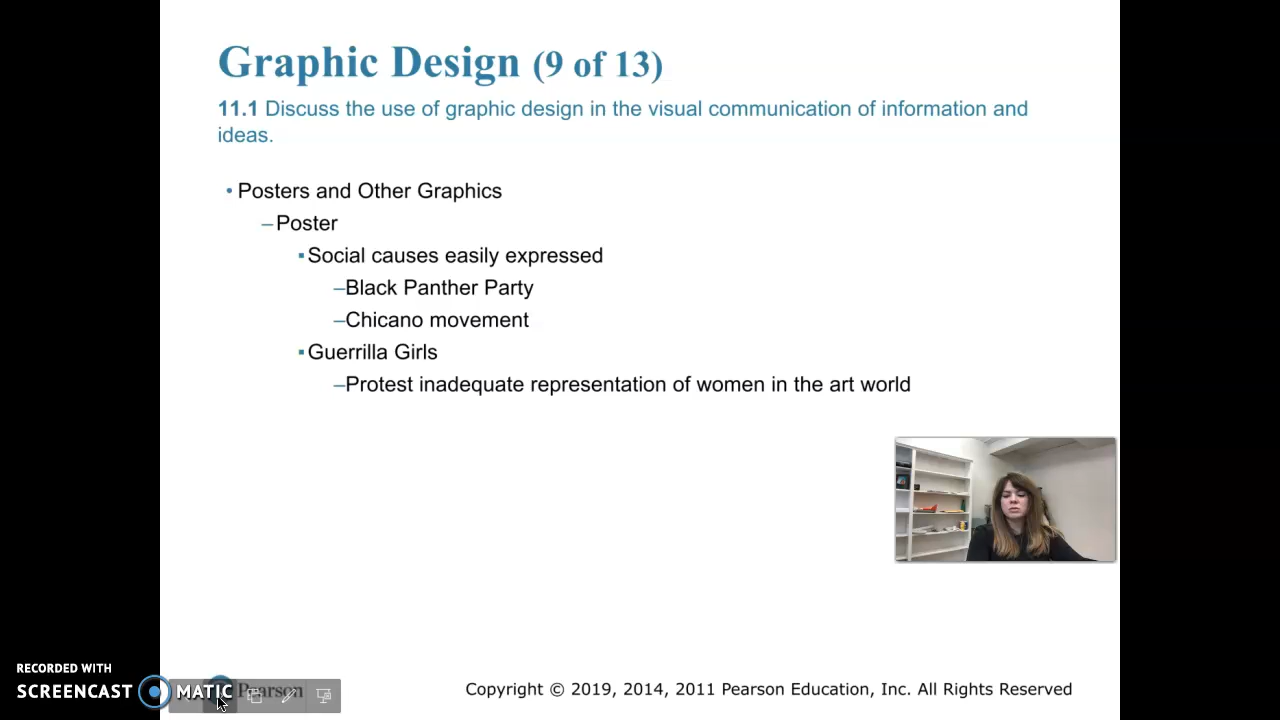 Graphic Design (9 of 13)
11.1 Discuss the use of graphic design in the visual communication of information and
ideas.
• Posters and Other Graphics
–Poster
▪Social causes easily expressed
–Black Panther Party
–Chicano movement
▪Guerrilla Girls
–Protest inadequate representation of women in the art world
RECORDED WITH
SCREENCAST MATIC
Pearson
Copyright © 2019, 2014, 2011 Pearson Education, Inc. All Rights Reserved